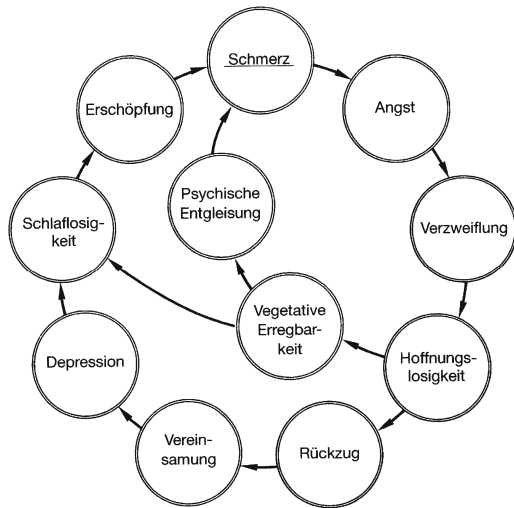 Schmerz
Angst
Verzweiflung
Hoffnungs-
losigkeit
Rückzug
Verein-
samung
Depression
Schlaflosig-
keit
Erschöpfung
Psychische
Entgleisung
Vegetative
Erregbar-
keit